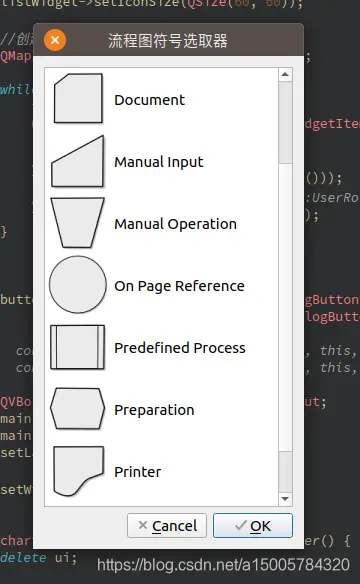 listWidget->setIconSize(QSize(60, 60));
//创
流程图符号选取器
QMap
;
while
Document
dgetItem
Manual Input
()));
:UserRo
);
}
Manual Operation
On Page Reference
butto
gButton
logButt
Predefined Process
co
, this,
co
, this,
Preparation
QVBo
ut;
main
main
setL
Printer
setW
Cancel
OK
char
er() {
delete ui;
https://blog.csdn.net/a15005784320